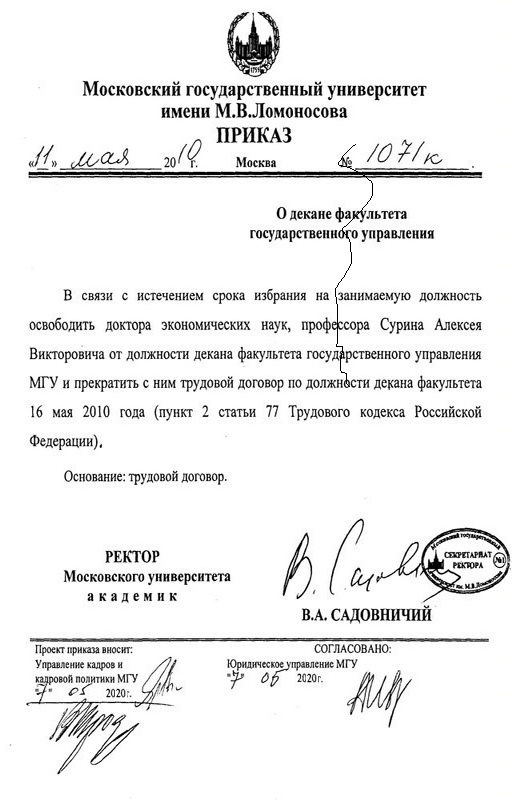 1755
Московский государственный университет
имени М.В.Ломоносова
ПРИКАЗ
«11» мая 2010г. Москва № 1071к
О декане факультета
государственного управления
В связи с истечением срока избрания на занимаемую должность
освободить доктора экономических наук, профессора Сурина Алексея
Викторовича от должности декана факультета государственного управления
МГУ и прекратить с ним трудовой договор по должности декана факультета
16 мая 2010 года (пункт 2 статьи 77 Трудового кодекса Российской
Федерации).
Основание: трудовой договор.
РЕКТОР
Московского университета
академик
В. Садовн
Московский государственный
СЕКРЕТАРИАТ
РЕКТОРА
№1
университет им. М.В.Ломоносова
В.А. САДОВНИЧИЙ
Проект приказа вносит:
Управление кадров и
кадровой политики МГУ
"7" 05 2020г.
СОГЛАСОВАНО:
Юридическое управление МГУ
"7" 05 2020г.